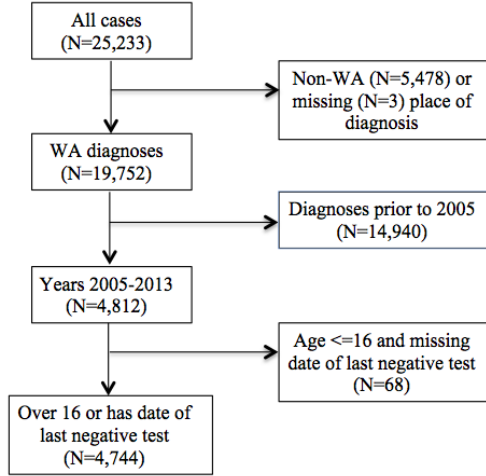 All cases
(N=25,233)
Non-WA (N=5,478) or
missing (N=3) place of
diagnosis
WA diagnoses
(N=19,752)
Diagnoses prior to 2005
(N=14,940)
Years 2005-2013
(N=4,812)
Age <=16 and missing
date of last negative test
(N=68)
Over 16 or has date of
last negative test
(N=4,744)